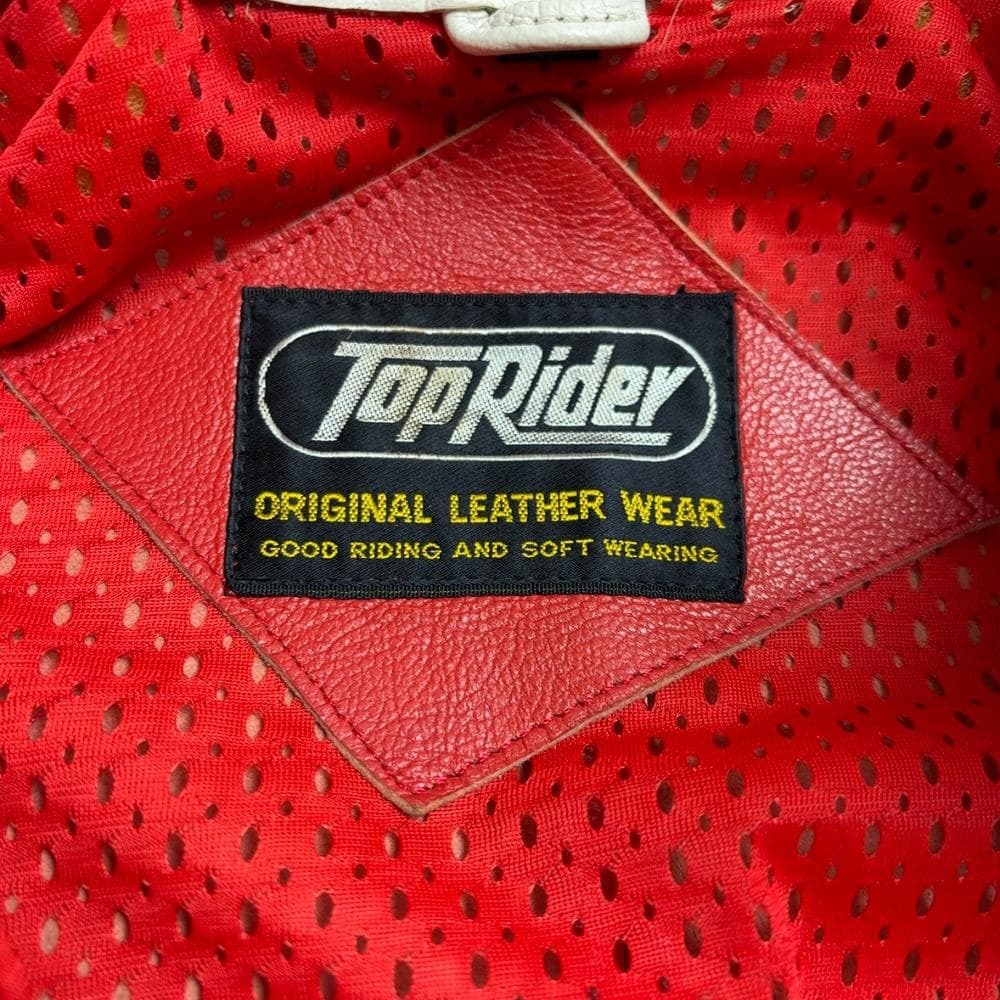 TopRider
ORIGINAL LEATHER WEAR
GOOD RIDING AND SOFT WEARING